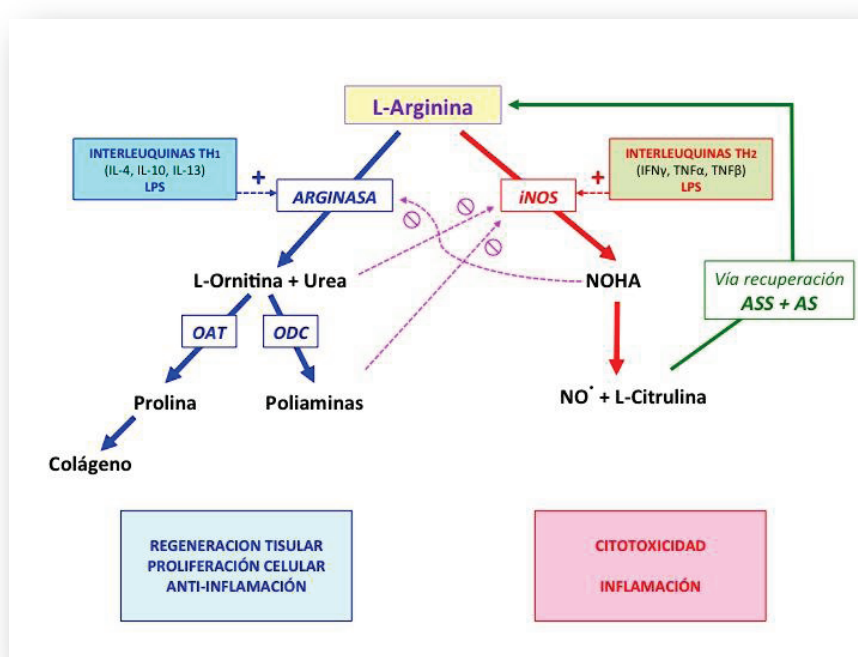 L-Arginina
INTERLEUQUINAS TH1
(IL-4, IL-10, IL-13)
LPS
+
ARGINASA
iNOS
+
INTERLEUQUINAS TH2
(IFNγ, TNFα, TNFβ)
LPS
L-Ornitina + Urea
NOHA
Vía recuperación
ASS + AS
OAT
ODC
Prolina
Poliaminas
NO• + L-Citrulina
Colágeno
REGENERACION TISULAR
PROLIFERACIÓN CELULAR
ANTI-INFLAMACIÓN
CITOTOXICIDAD
INFLAMACIÓN